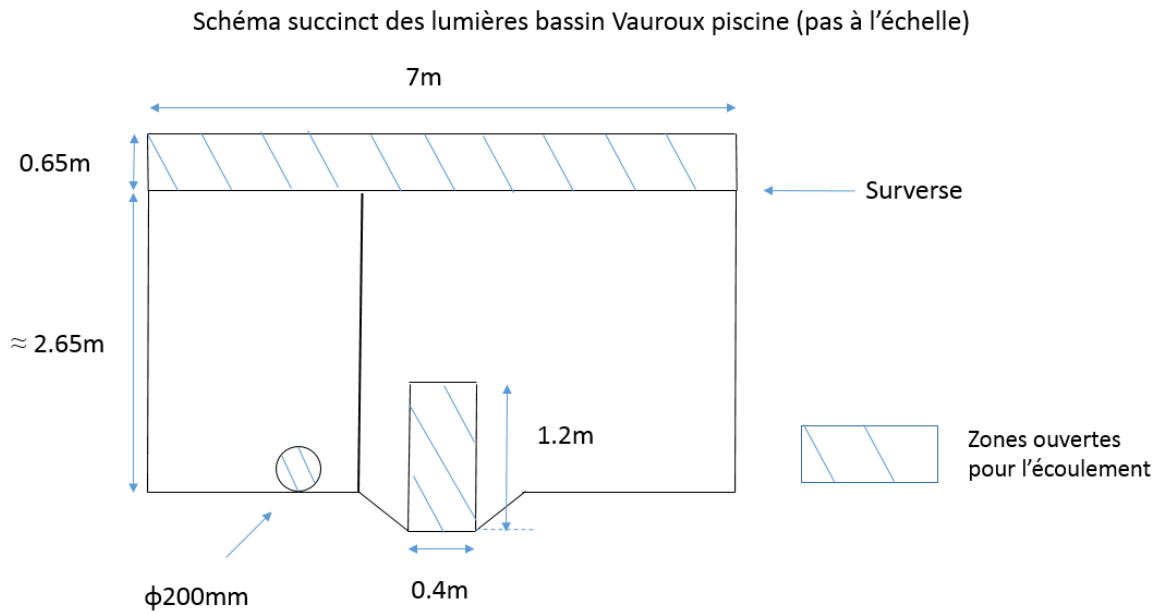 Schéma succinct des lumières bassin Vauroux piscine (pas à l’échelle)
7m
0.65m
Surverse
≈ 2.65m
1.2m
Zones ouvertes
pour l’écoulement
0.4m
ϕ200mm